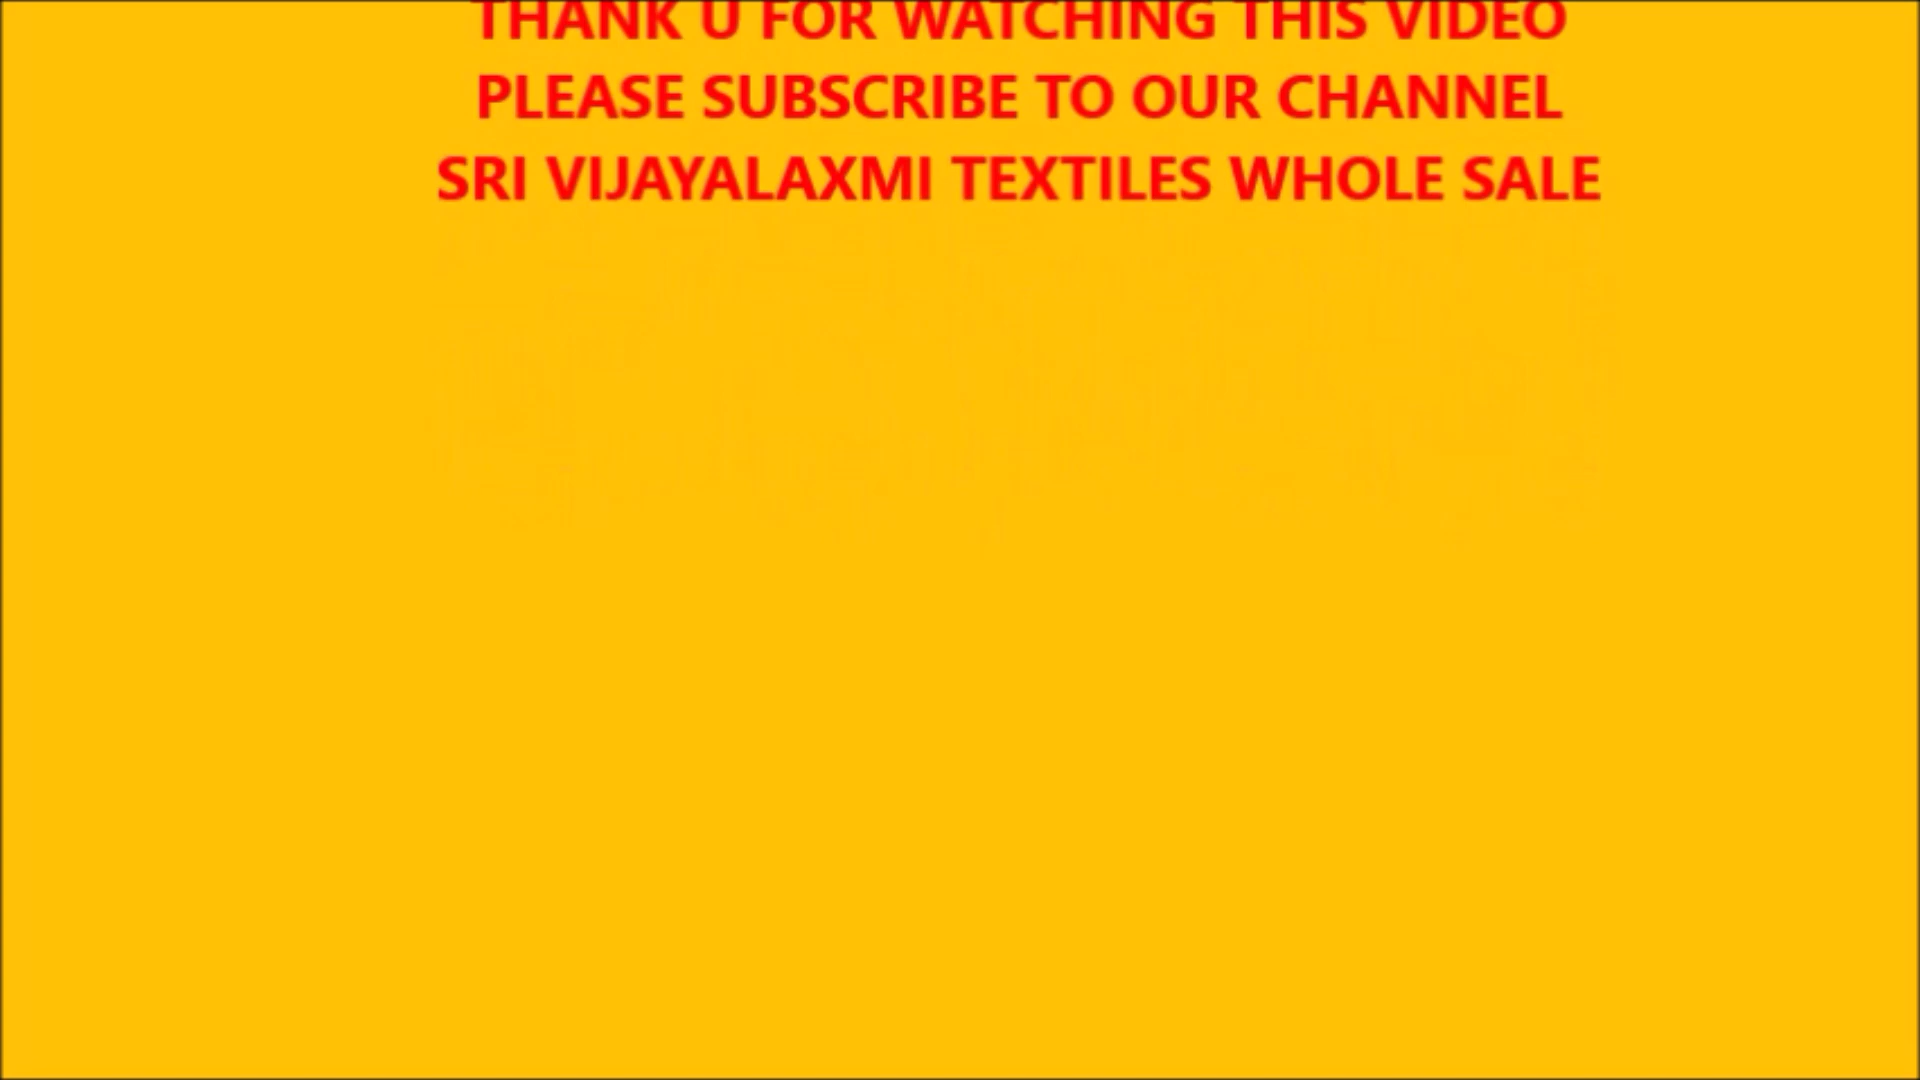 THANK U FOR WATCHING THIS VIDEO
PLEASE SUBSCRIBE TO OUR CHANNEL
SRI VIJAYALAXMI TEXTILES WHOLE SALE